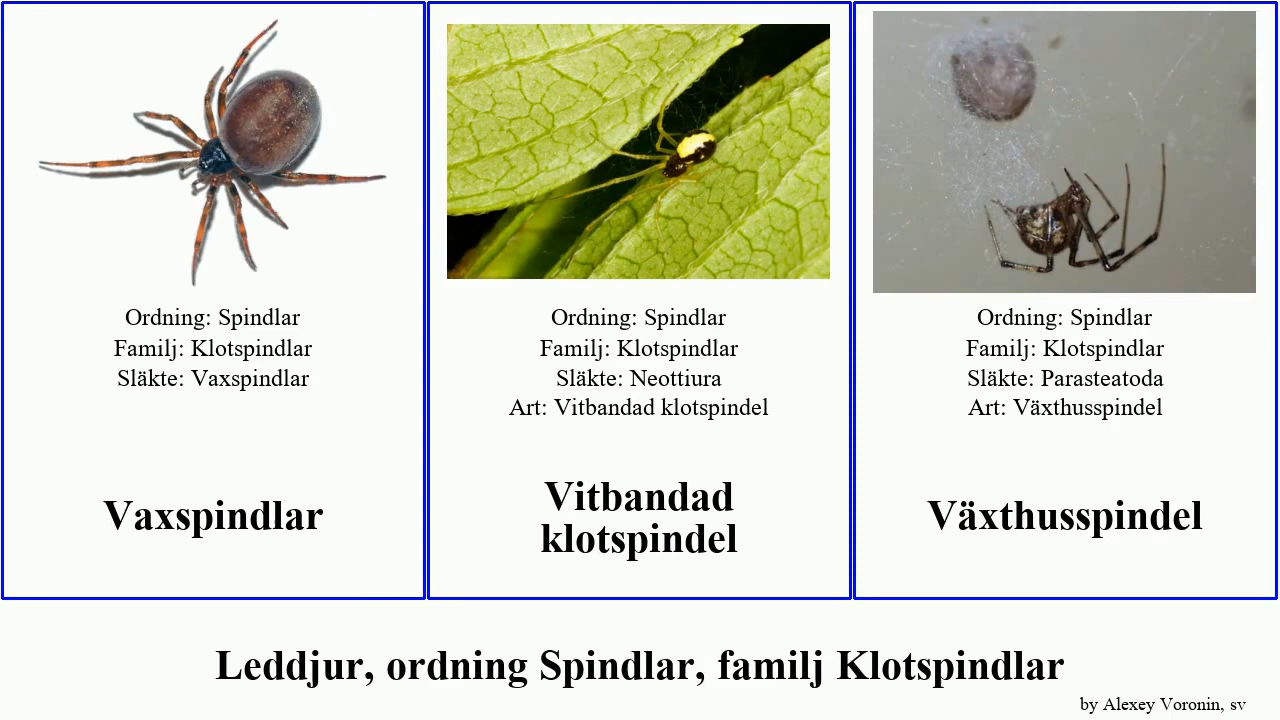 Ordning: Spindlar
Familj: Klotspindlar
Släkte: Vaxspindlar
Vaxspindlar
Ordning: Spindlar
Familj: Klotspindlar
Släkte: Neottiura
Art: Vitbandad klotspindel
Vitbandad
klotspindel
Ordning: Spindlar
Familj: Klotspindlar
Släkte: Parasteatoda
Art: Växthusspindel
Växthusspindel
Leddjur, ordning Spindlar, familj Klotspindlar
by Alexey Voronin, sv